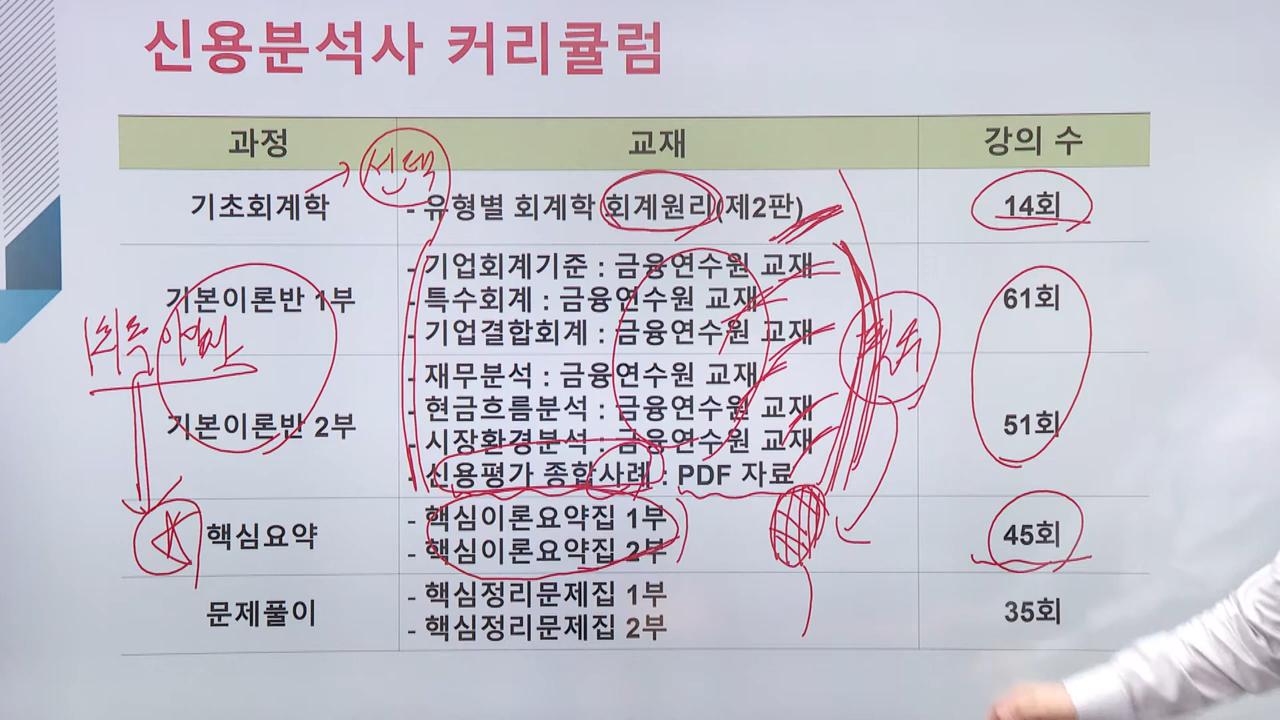 신용분석사 커리큘럼
과정 교재 강의 수
선택
기초회계학 - 유형별 회계학 회계원리(제2판) 14회
기본이론반 1부 - 기업회계기준 : 금융연수원 교재 61회
- 특수회계 : 금융연수원 교재
- 기업결합회계 : 금융연수원 교재
기본이론반 2부 - 재무분석 : 금융연수원 교재 51회
- 현금흐름분석 : 금융연수원 교재
- 시장환경분석 : 금융연수원 교재
- 신용평가 종합사례 : PDF 자료
핵심요약 - 핵심이론요약집 1부 45회
- 핵심이론요약집 2부
문제풀이 - 핵심정리문제집 1부 35회
- 핵심정리문제집 2부